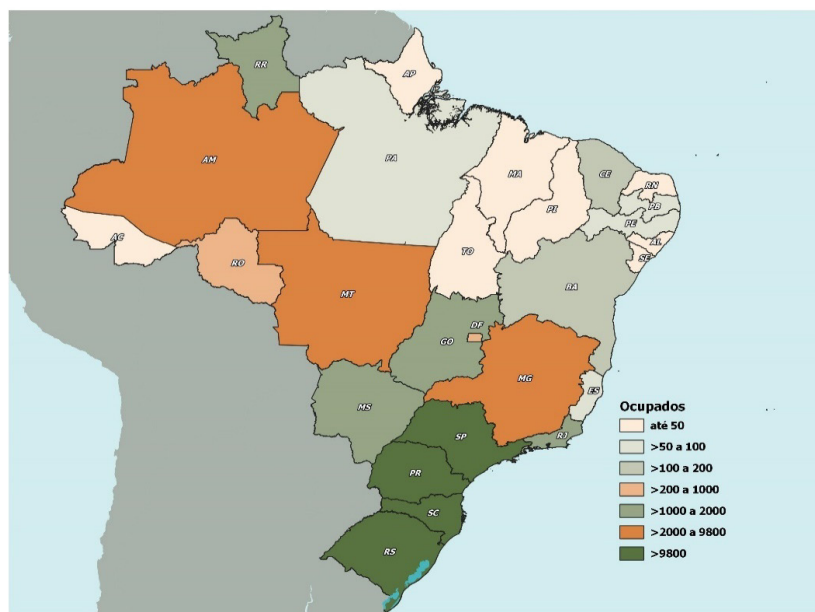 RR
AP
AM
PA
MA
CE
RN
PB
PI
PE
AL
SE
AC
TO
RO
BA
MT
DF
GO
MG
ES
MS
SP
RJ
PR
SC
RS
Ocupados
até 50
>50 a 100
>100 a 200
>200 a 1000
>1000 a 2000
>2000 a 9800
>9800